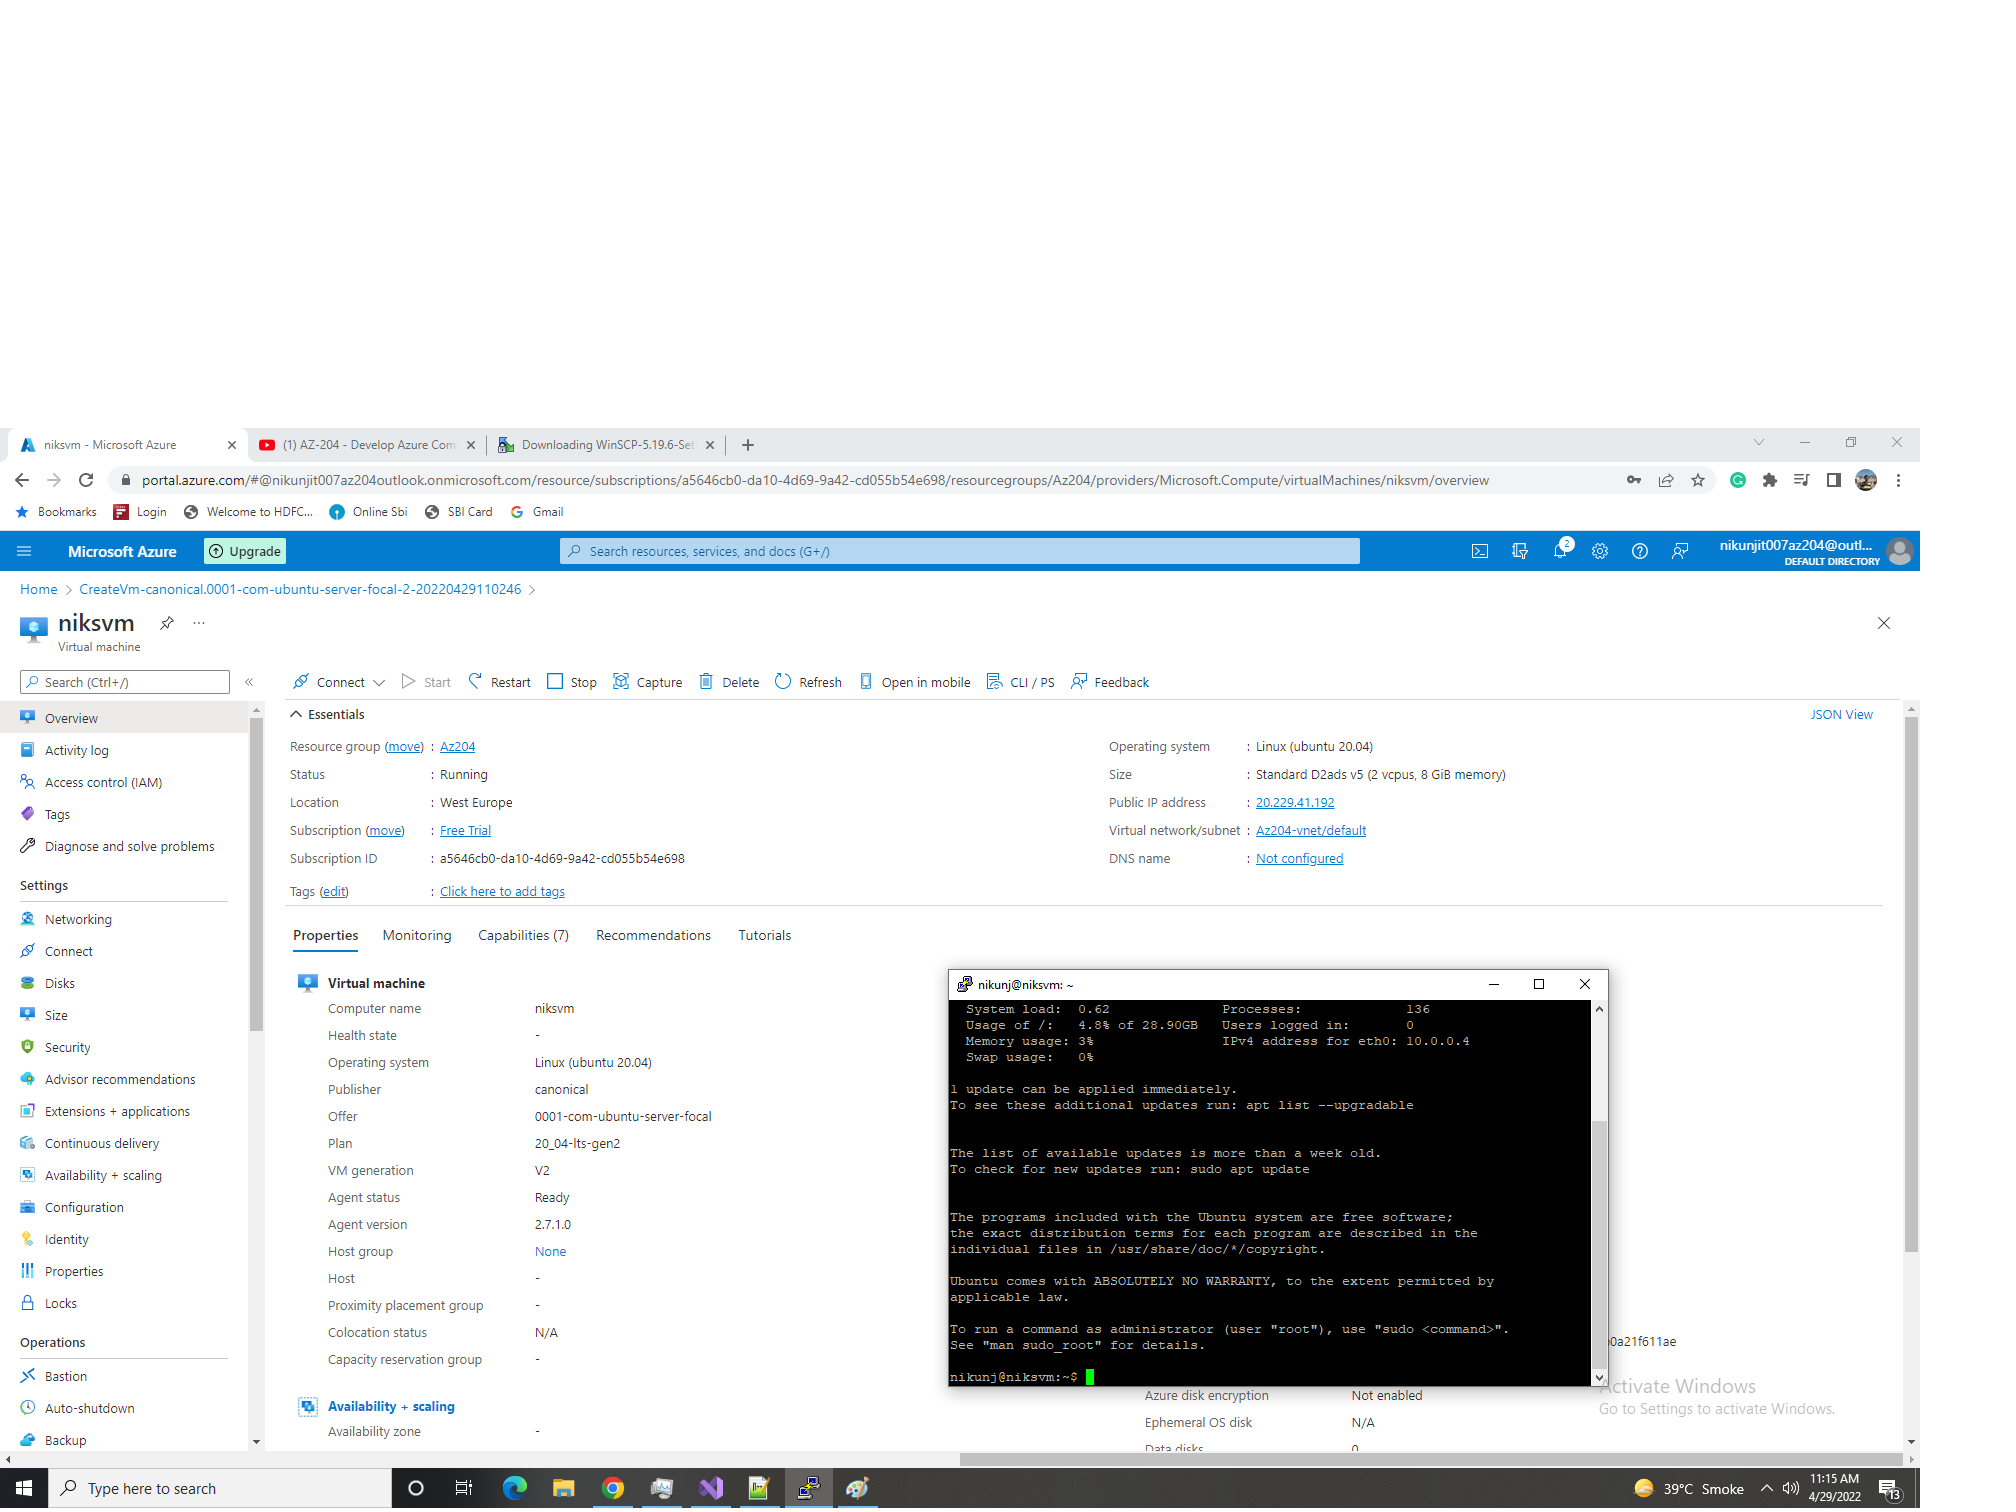 niksvm - Microsoft Azure
(1) AZ-204 - Develop Azure Com
Downloading WinSCP-5.19.6-Set
portal.azure.com/#@nikunjit007az204outlook.onmicrosoft.com/resource/subscriptions/a5646cb0-da10-4d69-9a42-cd055b54e698/resourcegroups/Az204/providers/Microsoft.Compute/virtualMachines/niksvm/overview
Bookmarks Login Welcome to HDFC... Online Sbi SBI Card Gmail
Microsoft Azure Upgrade Search resources, services, and docs (G+/) 2 nikunjit007az204@outl...
DEFAULT DIRECTORY
Home > CreateVm-canonical.0001-com-ubuntu-server-focal-2-20220429110246 >
niksvm ...
Virtual machine
Search (Ctrl+/) «
Overview
Activity log
Access control (IAM)
Tags
Diagnose and solve problems
Settings
Networking
Connect
Disks
Size
Security
Advisor recommendations
Extensions + applications
Continuous delivery
Availability + scaling
Configuration
Identity
Properties
Locks
Operations
Bastion
Auto-shutdown
Backup
Connect Start Restart Stop Capture Delete Refresh Open in mobile CLI / PS Feedback
Essentials JSON View
Resource group (move) : Az204
Status : Running
Location : West Europe
Subscription (move) : Free Trial
Subscription ID : a5646cb0-da10-4d69-9a42-cd055b54e698
Tags (edit) : Click here to add tags
Operating system : Linux (ubuntu 20.04)
Size : Standard D2ads v5 (2 vcpus, 8 GiB memory)
Public IP address : 20.229.41.192
Virtual network/subnet : Az204-vnet/default
DNS name : Not configured
Properties Monitoring Capabilities (7) Recommendations Tutorials
Virtual machine
Computer name niksvm
Health state -
Operating system Linux (ubuntu 20.04)
Publisher canonical
Offer 0001-com-ubuntu-server-focal
Plan 20_04-lts-gen2
VM generation V2
Agent status Ready
Agent version 2.7.1.0
Host group None
Host -
Proximity placement group -
Colocation status N/A
Capacity reservation group -
Availability + scaling
Availability zone -
nikunj@niksvm: ~
System load: 0.62 Processes: 136
Usage of /: 4.8% of 28.90GB Users logged in: 0
Memory usage: 3% IPv4 address for eth0: 10.0.0.4
Swap usage: 0%
1 update can be applied immediately.
To see these additional updates run: apt list --upgradable
The list of available updates is more than a week old.
To check for new updates run: sudo apt update
The programs included with the Ubuntu system are free software;
the exact distribution terms for each program are described in the
individual files in /usr/share/doc/*/copyright.
Ubuntu comes with ABSOLUTELY NO WARRANTY, to the extent permitted by
applicable law.
To run a command as administrator (user "root"), use "sudo <command>".
See "man sudo_root" for details.
nikunj@niksvm:~$
0a21f611ae
Azure disk encryption Not enabled
Ephemeral OS disk N/A
Data disks 0
Activate Windows
Go to Settings to activate Windows.
Type here to search
39°C Smoke
11:15 AM
4/29/2022
13